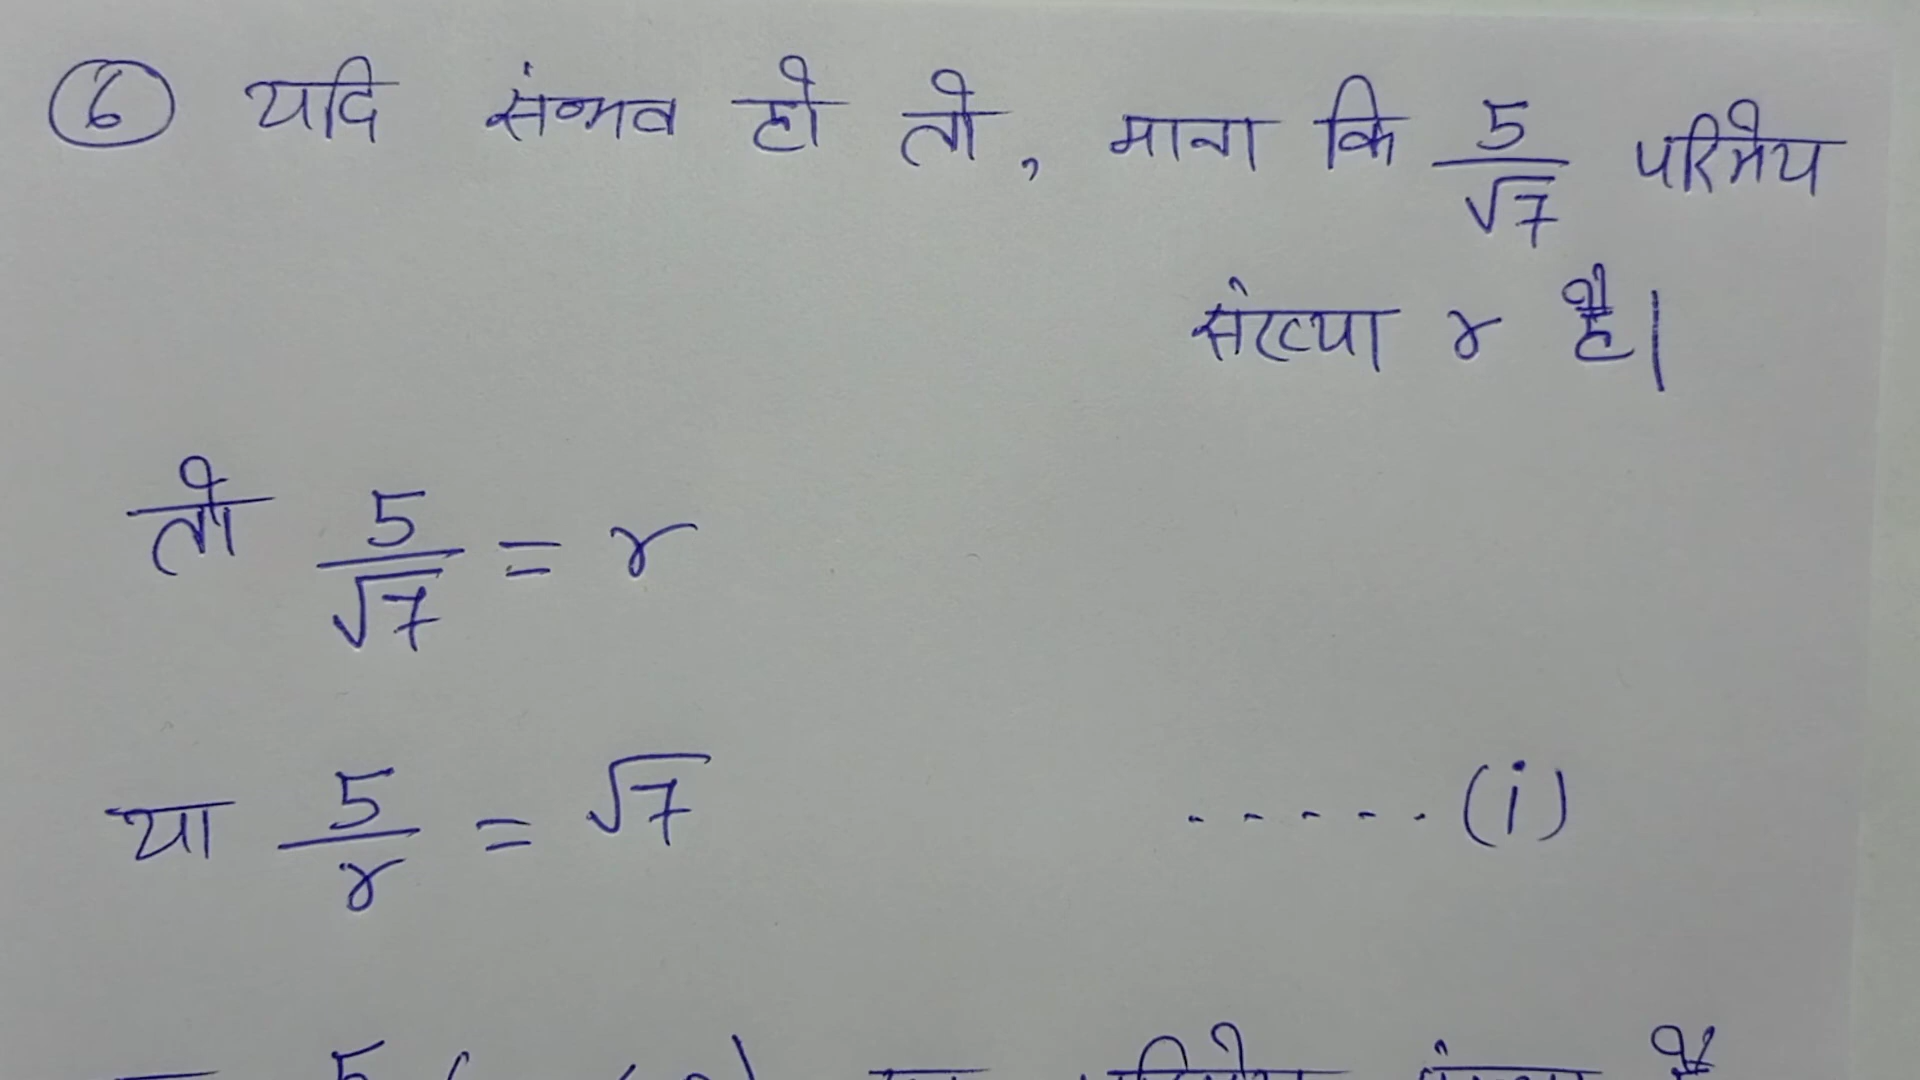 ⑥ यदि संभव हो तो, माना कि 5/√7 परिमेय
संख्या r है।
तो 5/√7 = r
या 5/r = √7 .....(i)